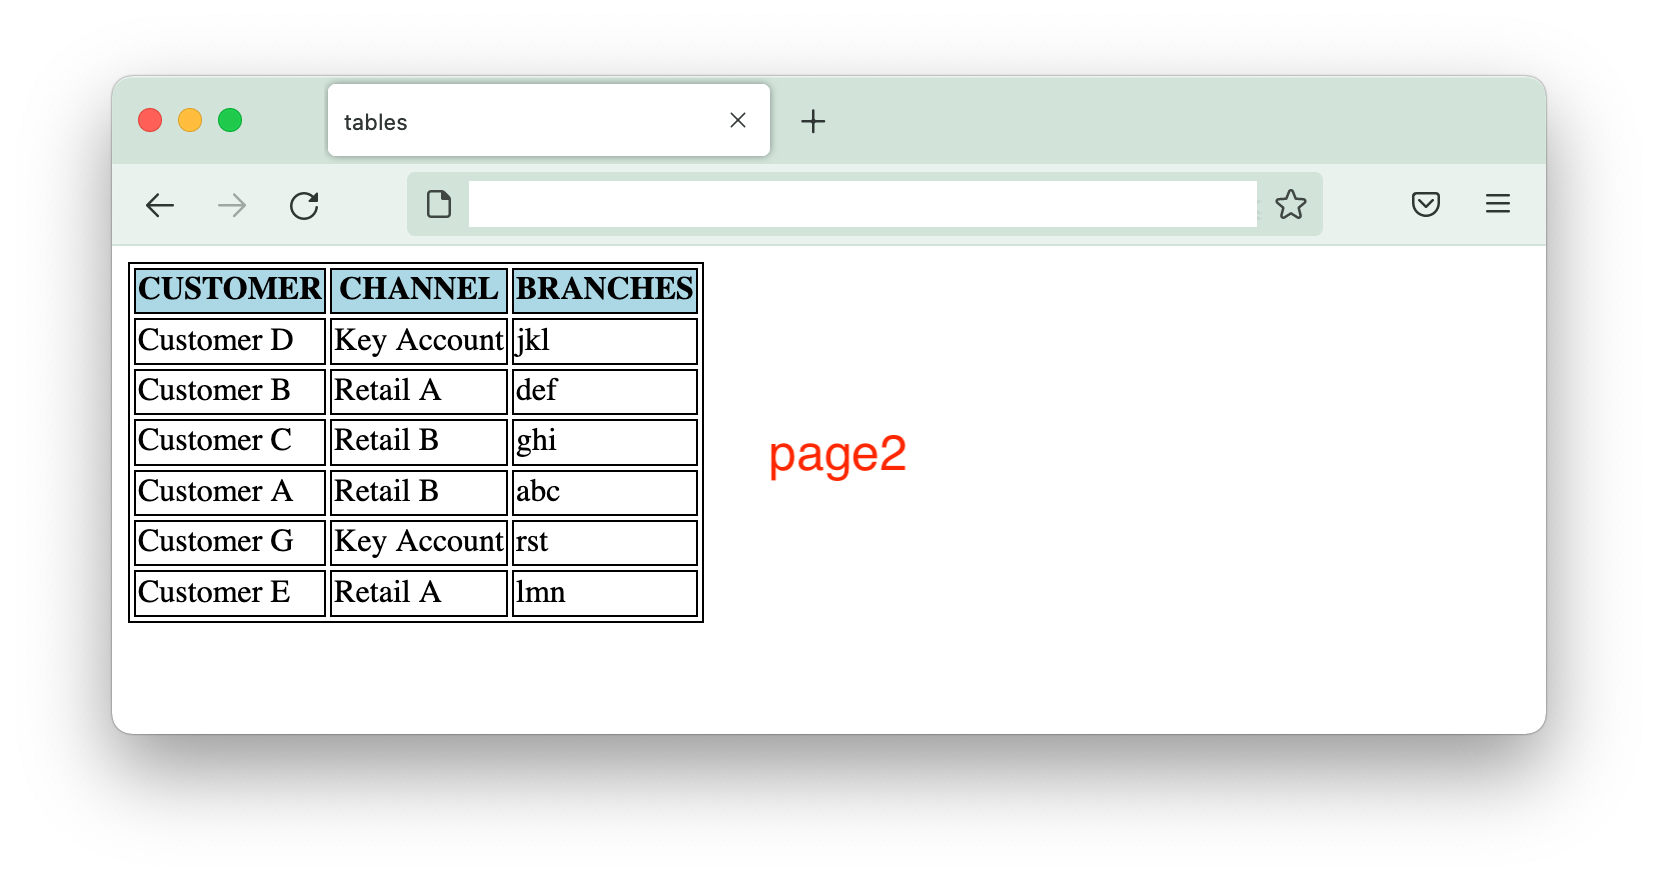 tables
CUSTOMER CHANNEL BRANCHES
Customer D Key Account jkl
Customer B Retail A def
Customer C Retail B ghi
page2
Customer A Retail B abc
Customer G Key Account rst
Customer E Retail A lmn